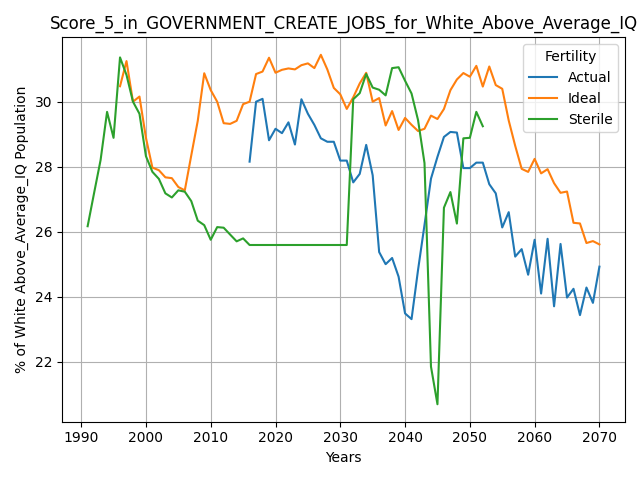 Score_5_in_GOVERNMENT_CREATE_JOBS_for_White_Above_Average_IQ
% of White Above_Average_IQ Population
30
28
26
24
22
Fertility
Actual
Ideal
Sterile
1990 2000 2010 2020 2030 2040 2050 2060 2070
Years